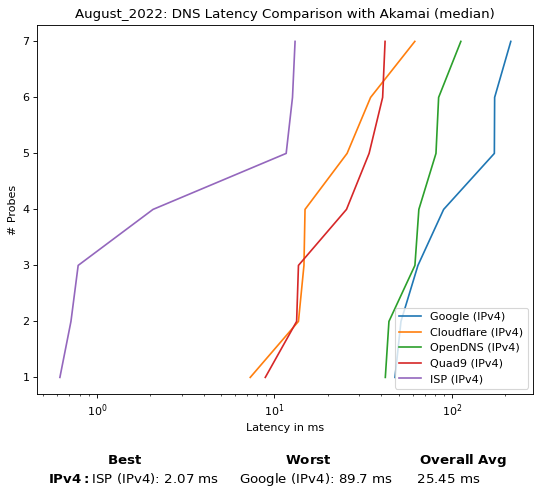 August_2022: DNS Latency Comparison with Akamai (median)
7
6
5
4
3
2
1
# Probes
Google (IPv4)
Cloudflare (IPv4)
OpenDNS (IPv4)
Quad9 (IPv4)
ISP (IPv4)
10⁰ 10¹ 10²
Latency in ms
Best Worst Overall Avg
IPv4: ISP (IPv4): 2.07 ms Google (IPv4): 89.7 ms 25.45 ms